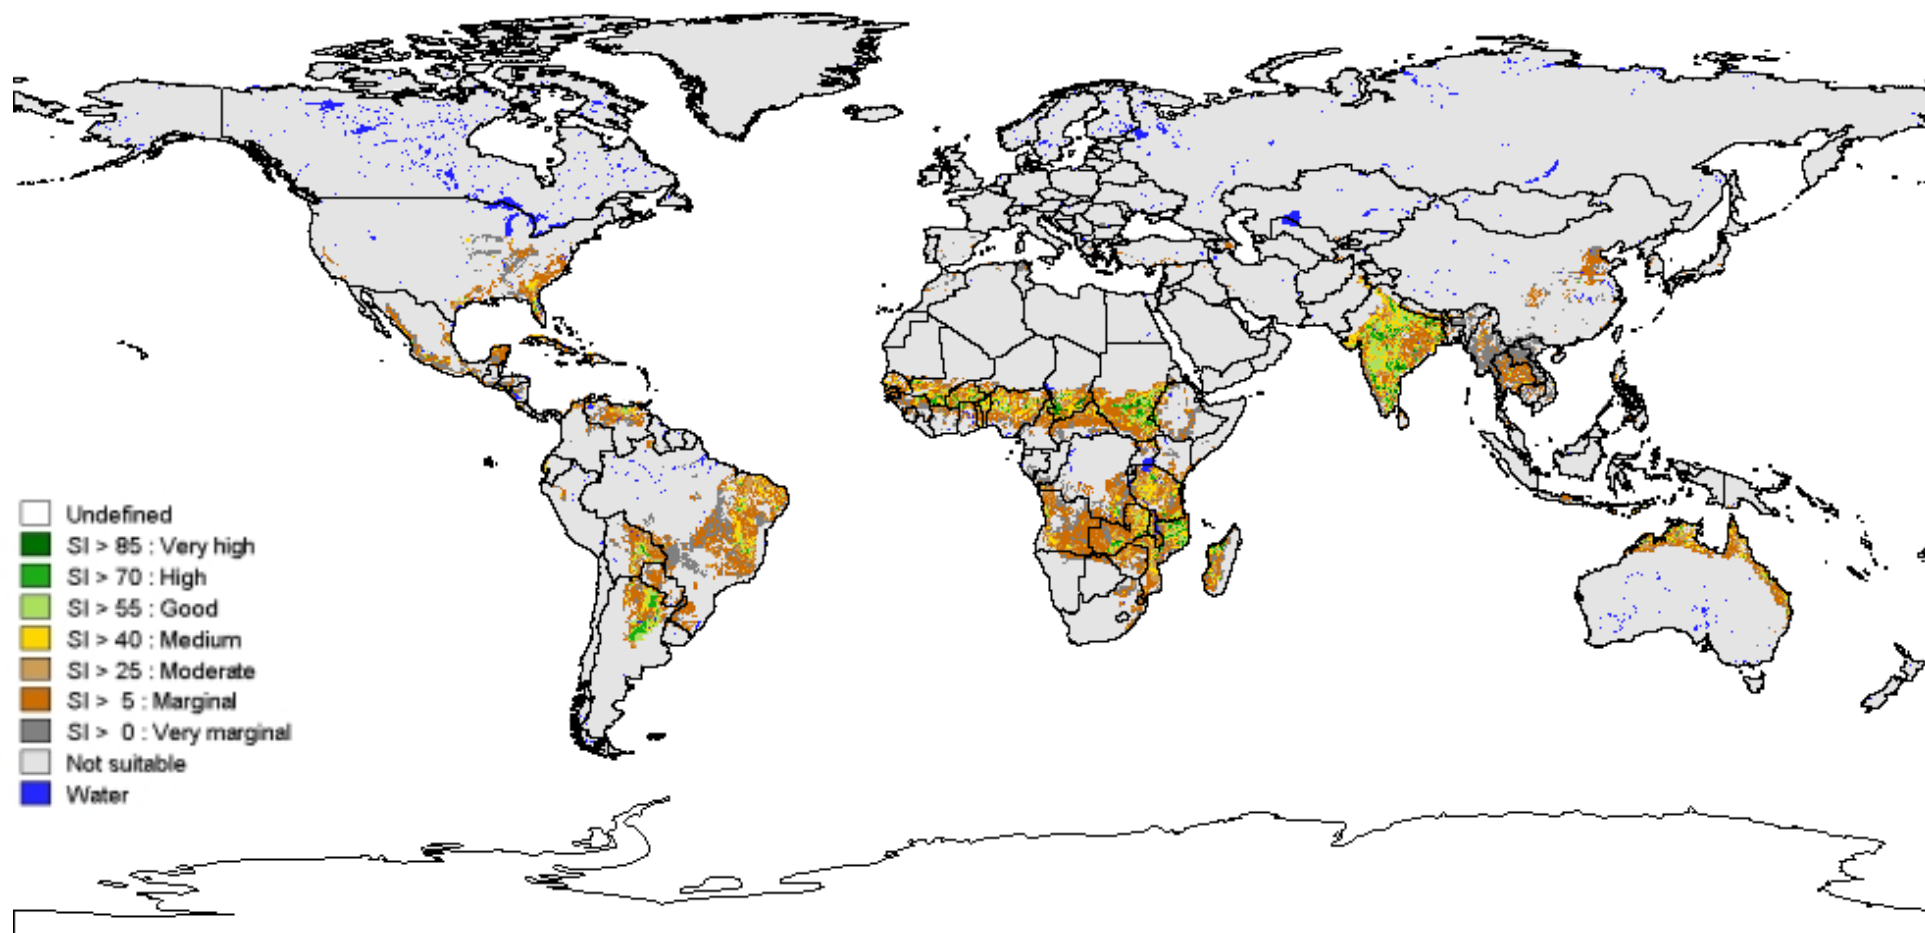 Undefined
SI > 85 : Very high
SI > 70 : High
SI > 55 : Good
SI > 40 : Medium
SI > 25 : Moderate
SI > 5 : Marginal
SI > 0 : Very marginal
Not suitable
Water